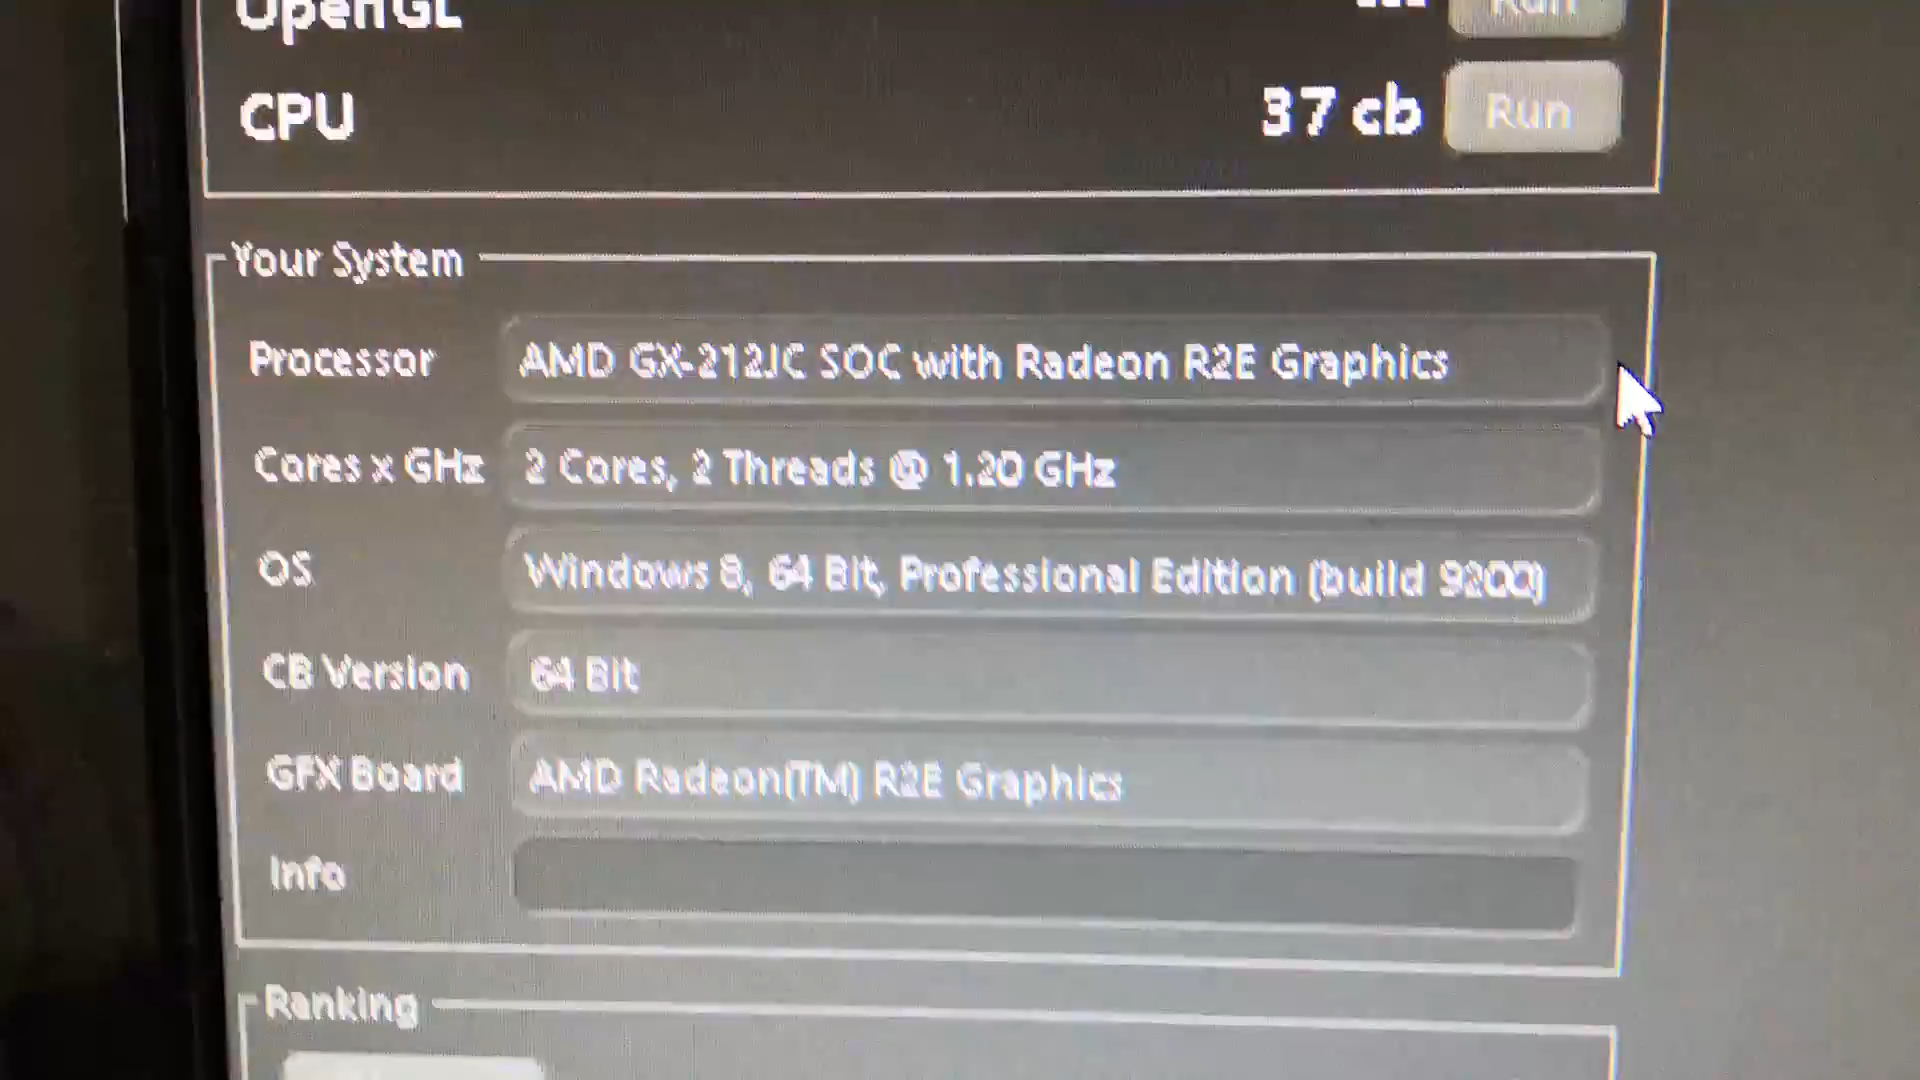 OpenGL
Run
CPU 37 cb Run
Your System
Processor AMD GX-212JC SOC with Radeon R2E Graphics
Cores x GHz 2 Cores, 2 Threads @ 1.20 GHz
OS Windows 8, 64 Bit, Professional Edition (build 9200)
CB Version 64 Bit
GFX Board AMD Radeon(TM) R2E Graphics
Info
Ranking